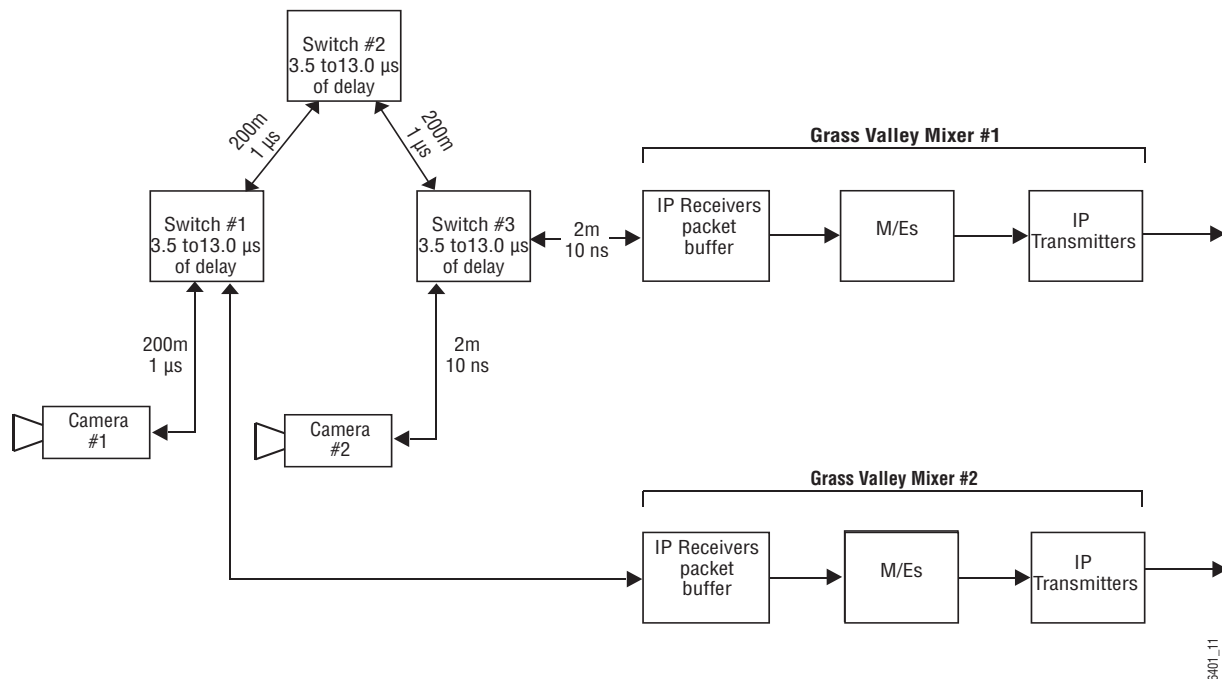 Switch #2
3.5 to13.0 µs
of delay
200m
1 µs
200m
1 µs
Grass Valley Mixer #1
Switch #1
3.5 to13.0 µs
of delay
Switch #3
3.5 to13.0 µs
of delay
2m
10 ns
IP Receivers
packet
buffer
M/Es
IP
Transmitters
200m
1 µs
2m
10 ns
Camera
#1
Camera
#2
Grass Valley Mixer #2
IP Receivers
packet
buffer
M/Es
IP
Transmitters
6401_11